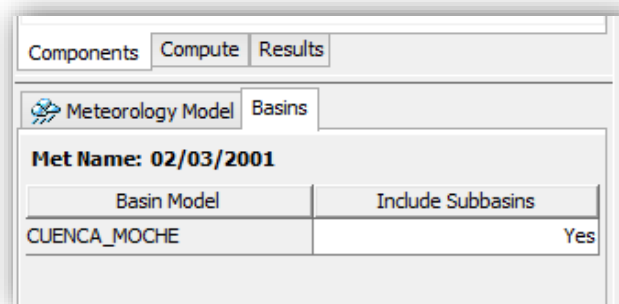 Components Compute Results
Meteorology Model Basins
Met Name: 02/03/2001
Basin Model Include Subbasins
CUENCA_MOCHE Yes